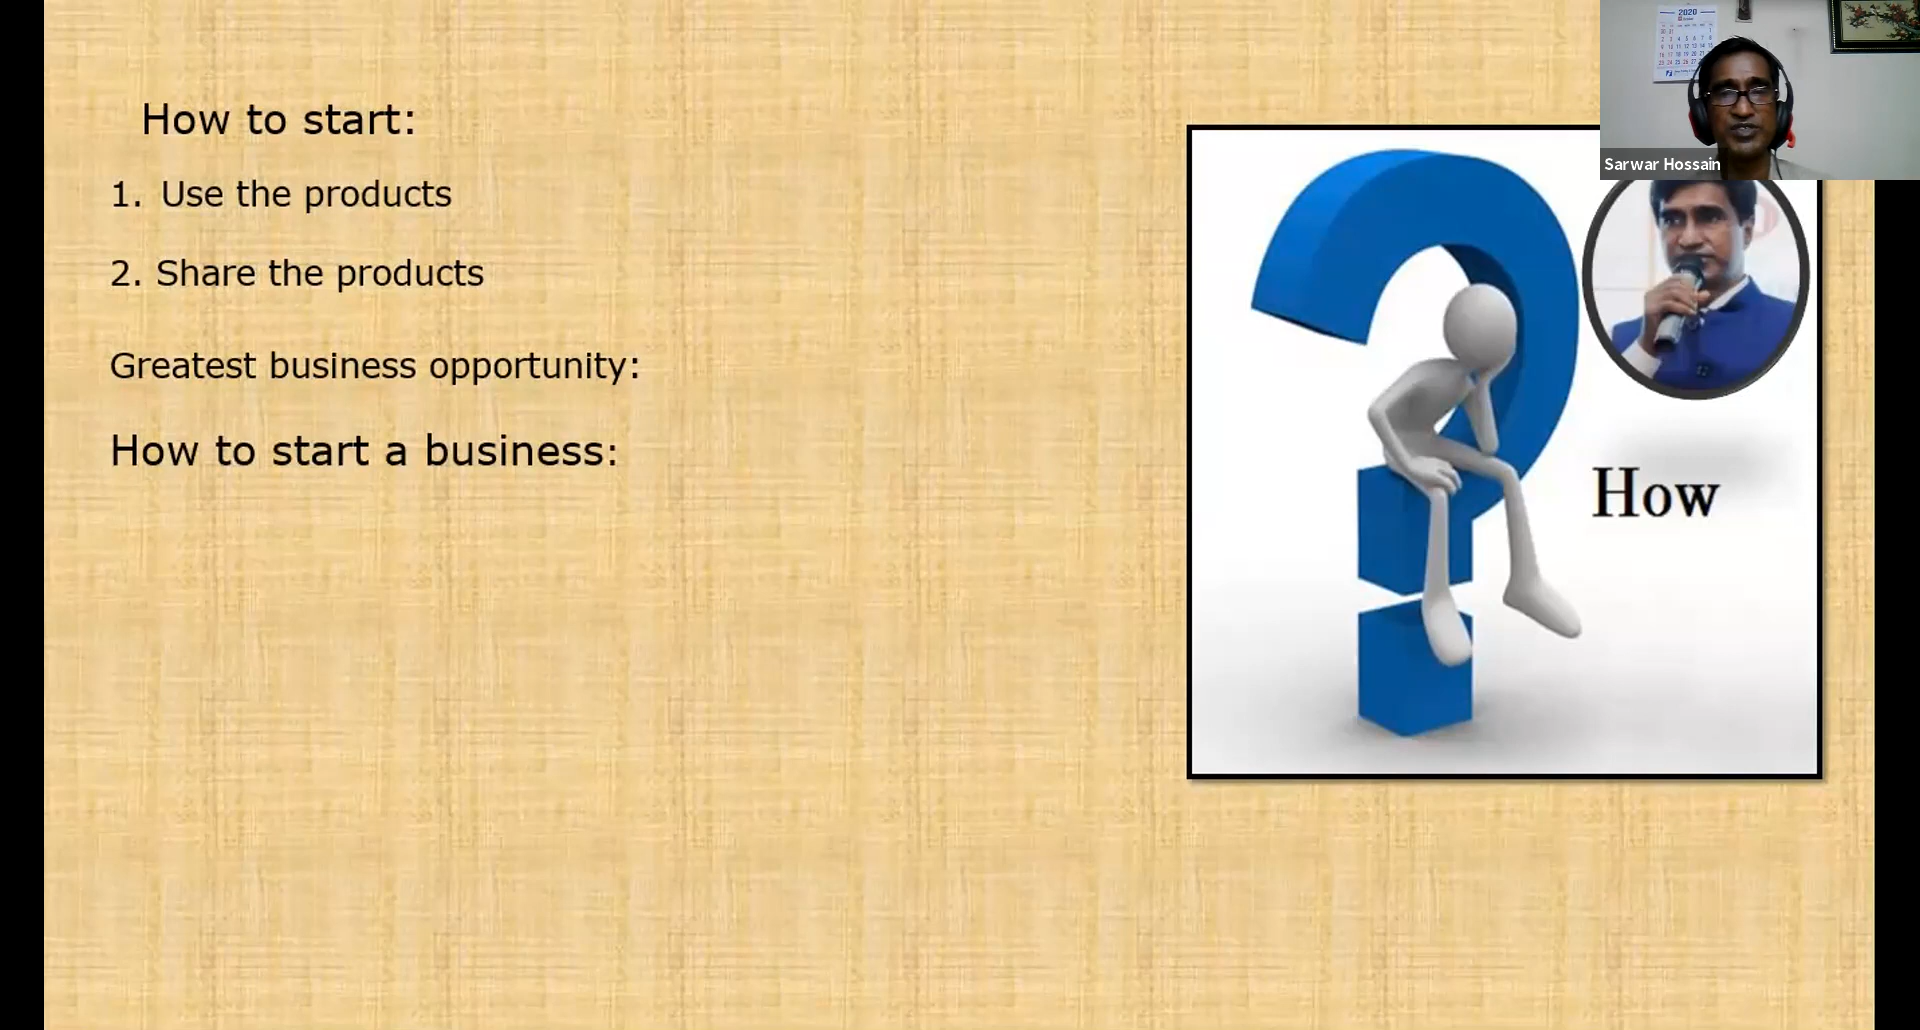 How to start:
1. Use the products
2. Share the products
Greatest business opportunity:
How to start a business:
How
2020
Sarwar Hossain